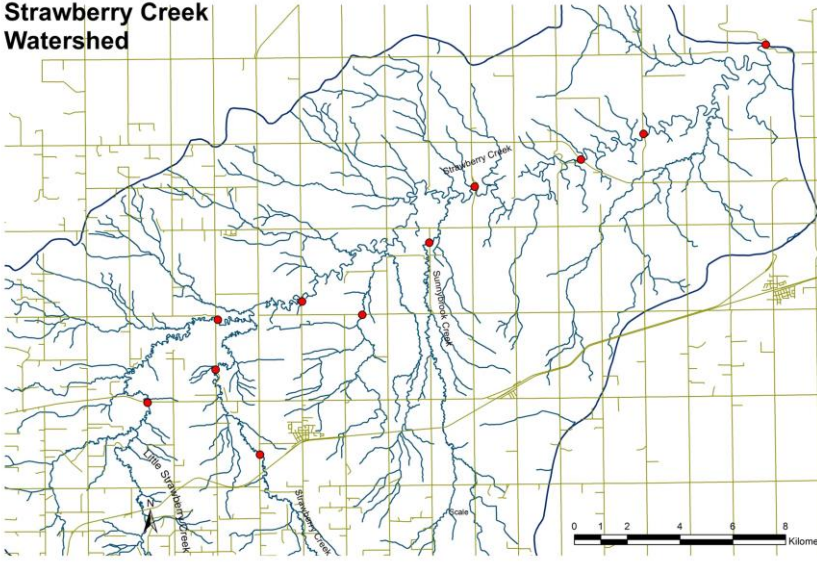 Strawberry Creek
Watershed
Strawberry Creek
Sunnybrook Creek
Little Strawberry Creek
N
Strawberry Creek
Scale
0 1 2 4 6 8
Kilome